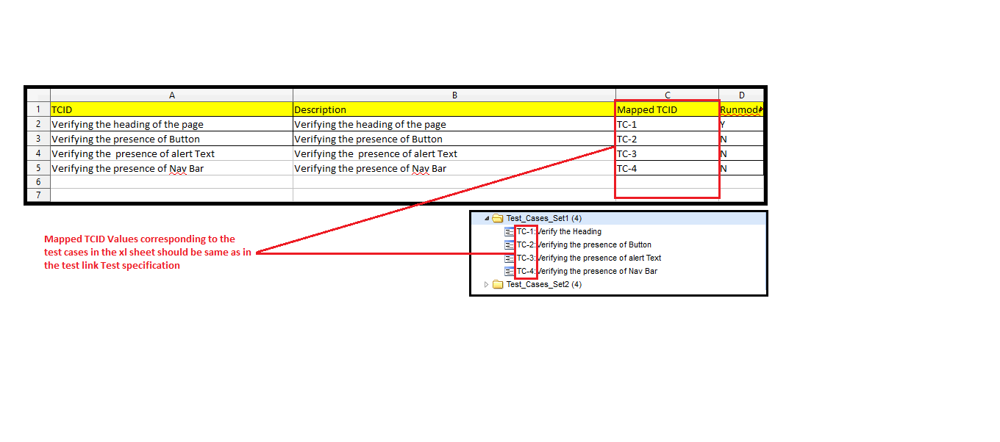 A B C D
1 TCID Description Mapped TCID Runmode
2 Verifying the heading of the page Verifying the heading of the page TC-1 Y
3 Verifying the presence of Button Verifying the presence of Button TC-2 N
4 Verifying the  presence of alert Text Verifying the  presence of alert Text TC-3 N
5 Verifying the presence of Nav Bar Verifying the presence of Nav Bar TC-4 N
6
7
Test_Cases_Set1 (4)
TC-1:Verify the Heading
TC-2:Verifying the presence of Button
TC-3:Verifying the presence of alert Text
TC-4:Verifying the presence of Nav Bar
Test_Cases_Set2 (4)
Mapped TCID Values corresponding to the
test cases in the xl sheet should be same as in
the test link Test specification